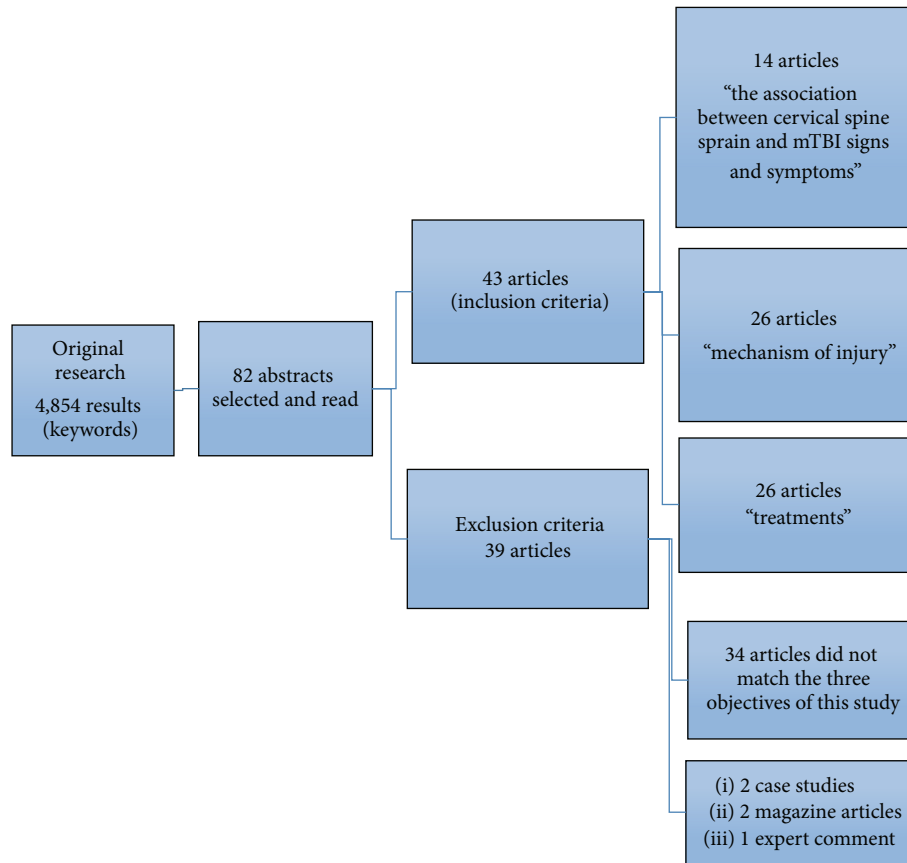 Original
research
4,854 results
(keywords)
82 abstracts
selected and read
43 articles
(inclusion criteria)
Exclusion criteria
39 articles
14 articles
“the association
between cervical spine
sprain and mTBI signs
and symptoms”
26 articles
“mechanism of injury”
26 articles
“treatments”
34 articles did not
match the three
objectives of this study
(i) 2 case studies
(ii) 2 magazine articles
(iii) 1 expert comment